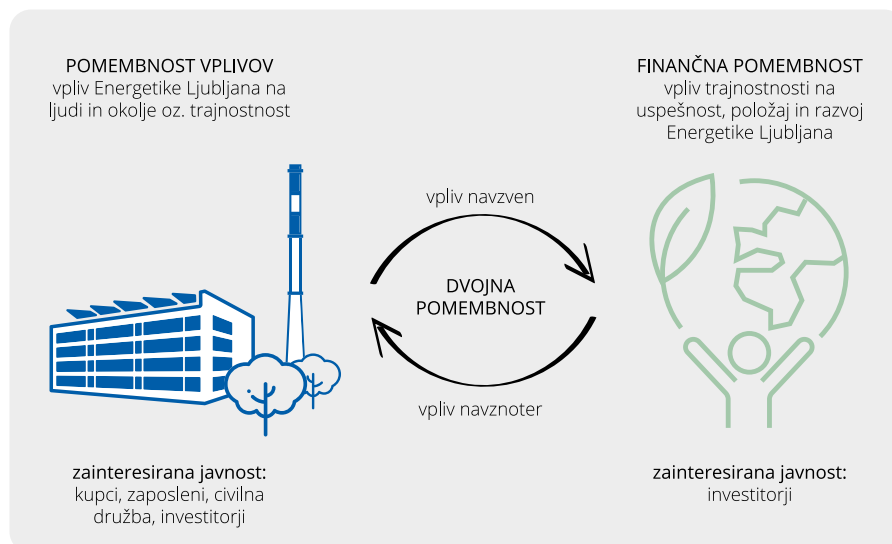 POMEMBNOST VPLIVOV
vpliv Energetike Ljubljana na
ljudi in okolje oz. trajnostnost
FINANČNA POMEMBNOST
vpliv trajnostnosti na
uspešnost, položaj in razvoj
Energetike Ljubljana
vpliv navzven
DVOJNA
POMEMBNOST
vpliv navznoter
zainteresirana javnost:
kupci, zaposleni, civilna
družba, investitorji
zainteresirana javnost:
investitorji